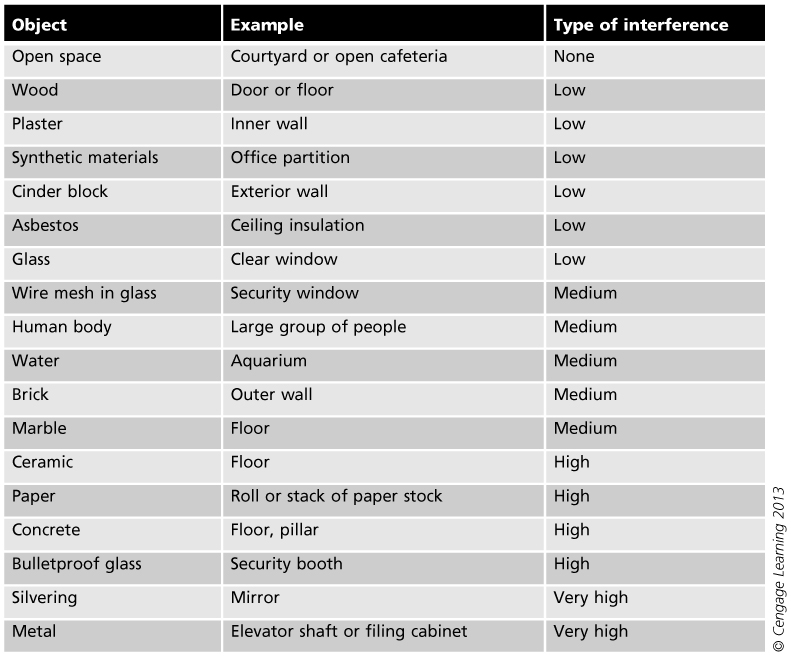 Object Example Type of interference
Open space Courtyard or open cafeteria None
Wood Door or floor Low
Plaster Inner wall Low
Synthetic materials Office partition Low
Cinder block Exterior wall Low
Asbestos Ceiling insulation Low
Glass Clear window Low
Wire mesh in glass Security window Medium
Human body Large group of people Medium
Water Aquarium Medium
Brick Outer wall Medium
Marble Floor Medium
Ceramic Floor High
Paper Roll or stack of paper stock High
Concrete Floor, pillar High
Bulletproof glass Security booth High
Silvering Mirror Very high
Metal Elevator shaft or filing cabinet Very high
© Cengage Learning 2013